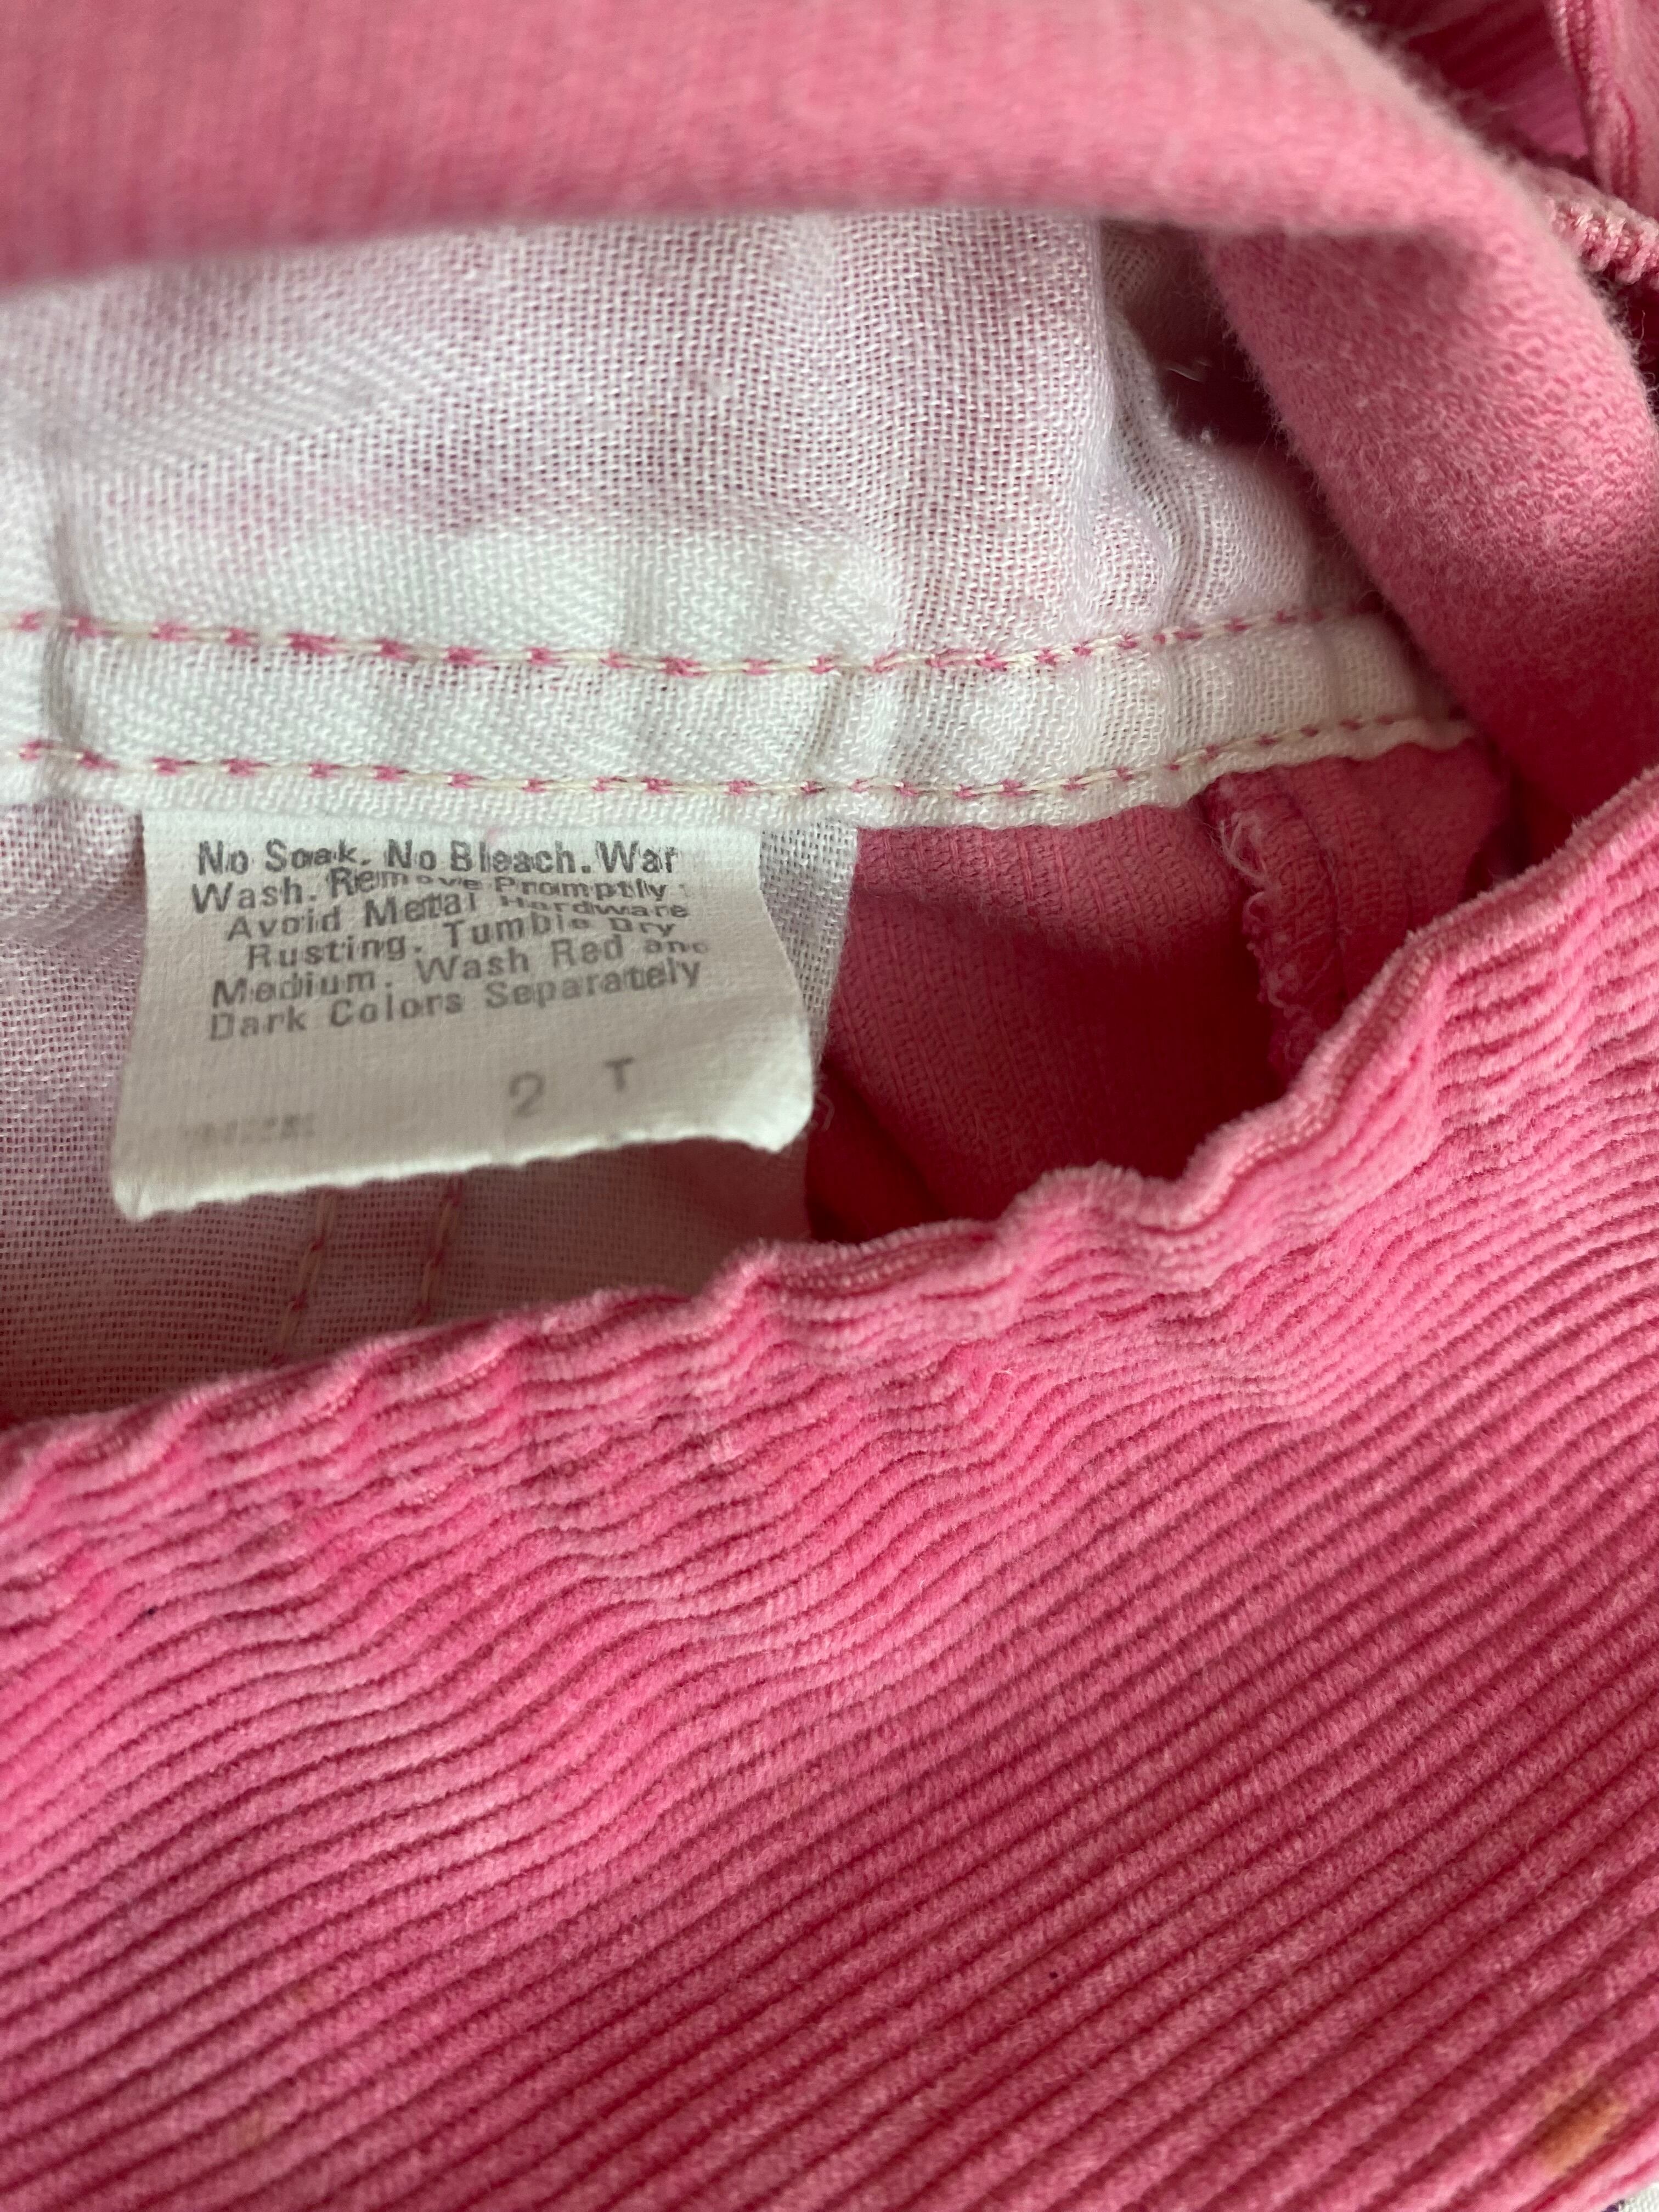 No Soak. No Bleach. War
Wash. Remove Promptly
Avoid Metal Hardware
Rusting. Tumble Dry
Medium. Wash Red and
Dark Colors Separately
2 T